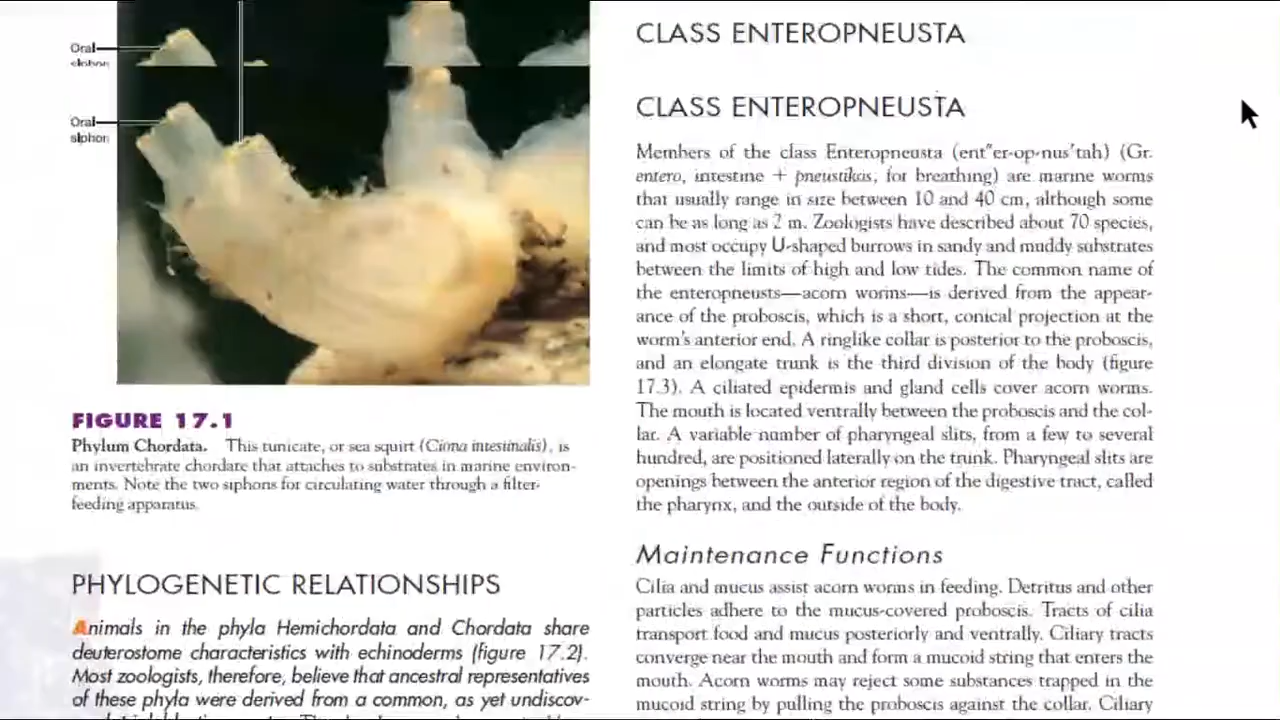 Oral
Oral
siphon
FIGURE 17.1
Phylum Chordata. This tunicate, or sea squirt (Ciona intestinalis), is
an invertebrate chordate that attaches to substrates in marine environ-
ments. Note the two siphons for circulating water through a filter-
feeding apparatus.
PHYLOGENETIC RELATIONSHIPS
Animals in the phyla Hemichordata and Chordata share
deuterostome characteristics with echinoderms (figure 17.2).
Most zoologists, therefore, believe that ancestral representatives
of these phyla were derived from a common, as yet undiscov-
CLASS ENTEROPNEUSTA
CLASS ENTEROPNEUSTA
Members of the class Enteropneusta (ent″er-op-nus′tah) (Gr.
entero, intestine + pneustikos, for breathing) are marine worms
that usually range in size between 10 and 40 cm, although some
can be as long as 2 m. Zoologists have described about 70 species,
and most occupy U-shaped burrows in sandy and muddy substrates
between the limits of high and low tides. The common name of
the enteropneusts—acorn worms—is derived from the appear-
ance of the proboscis, which is a short, conical projection at the
worm's anterior end. A ringlike collar is posterior to the proboscis,
and an elongate trunk is the third division of the body (figure
17.3). A ciliated epidermis and gland cells cover acorn worms.
The mouth is located ventrally between the proboscis and the col-
lar. A variable number of pharyngeal slits, from a few to several
hundred, are positioned laterally on the trunk. Pharyngeal slits are
openings between the anterior region of the digestive tract, called
the pharynx, and the outside of the body.
Maintenance Functions
Cilia and mucus assist acorn worms in feeding. Detritus and other
particles adhere to the mucus-covered proboscis. Tracts of cilia
transport food and mucus posteriorly and ventrally. Ciliary tracts
converge near the mouth and form a mucoid string that enters the
mouth. Acorn worms may reject some substances trapped in the
mucoid string by pulling the proboscis against the collar. Ciliary